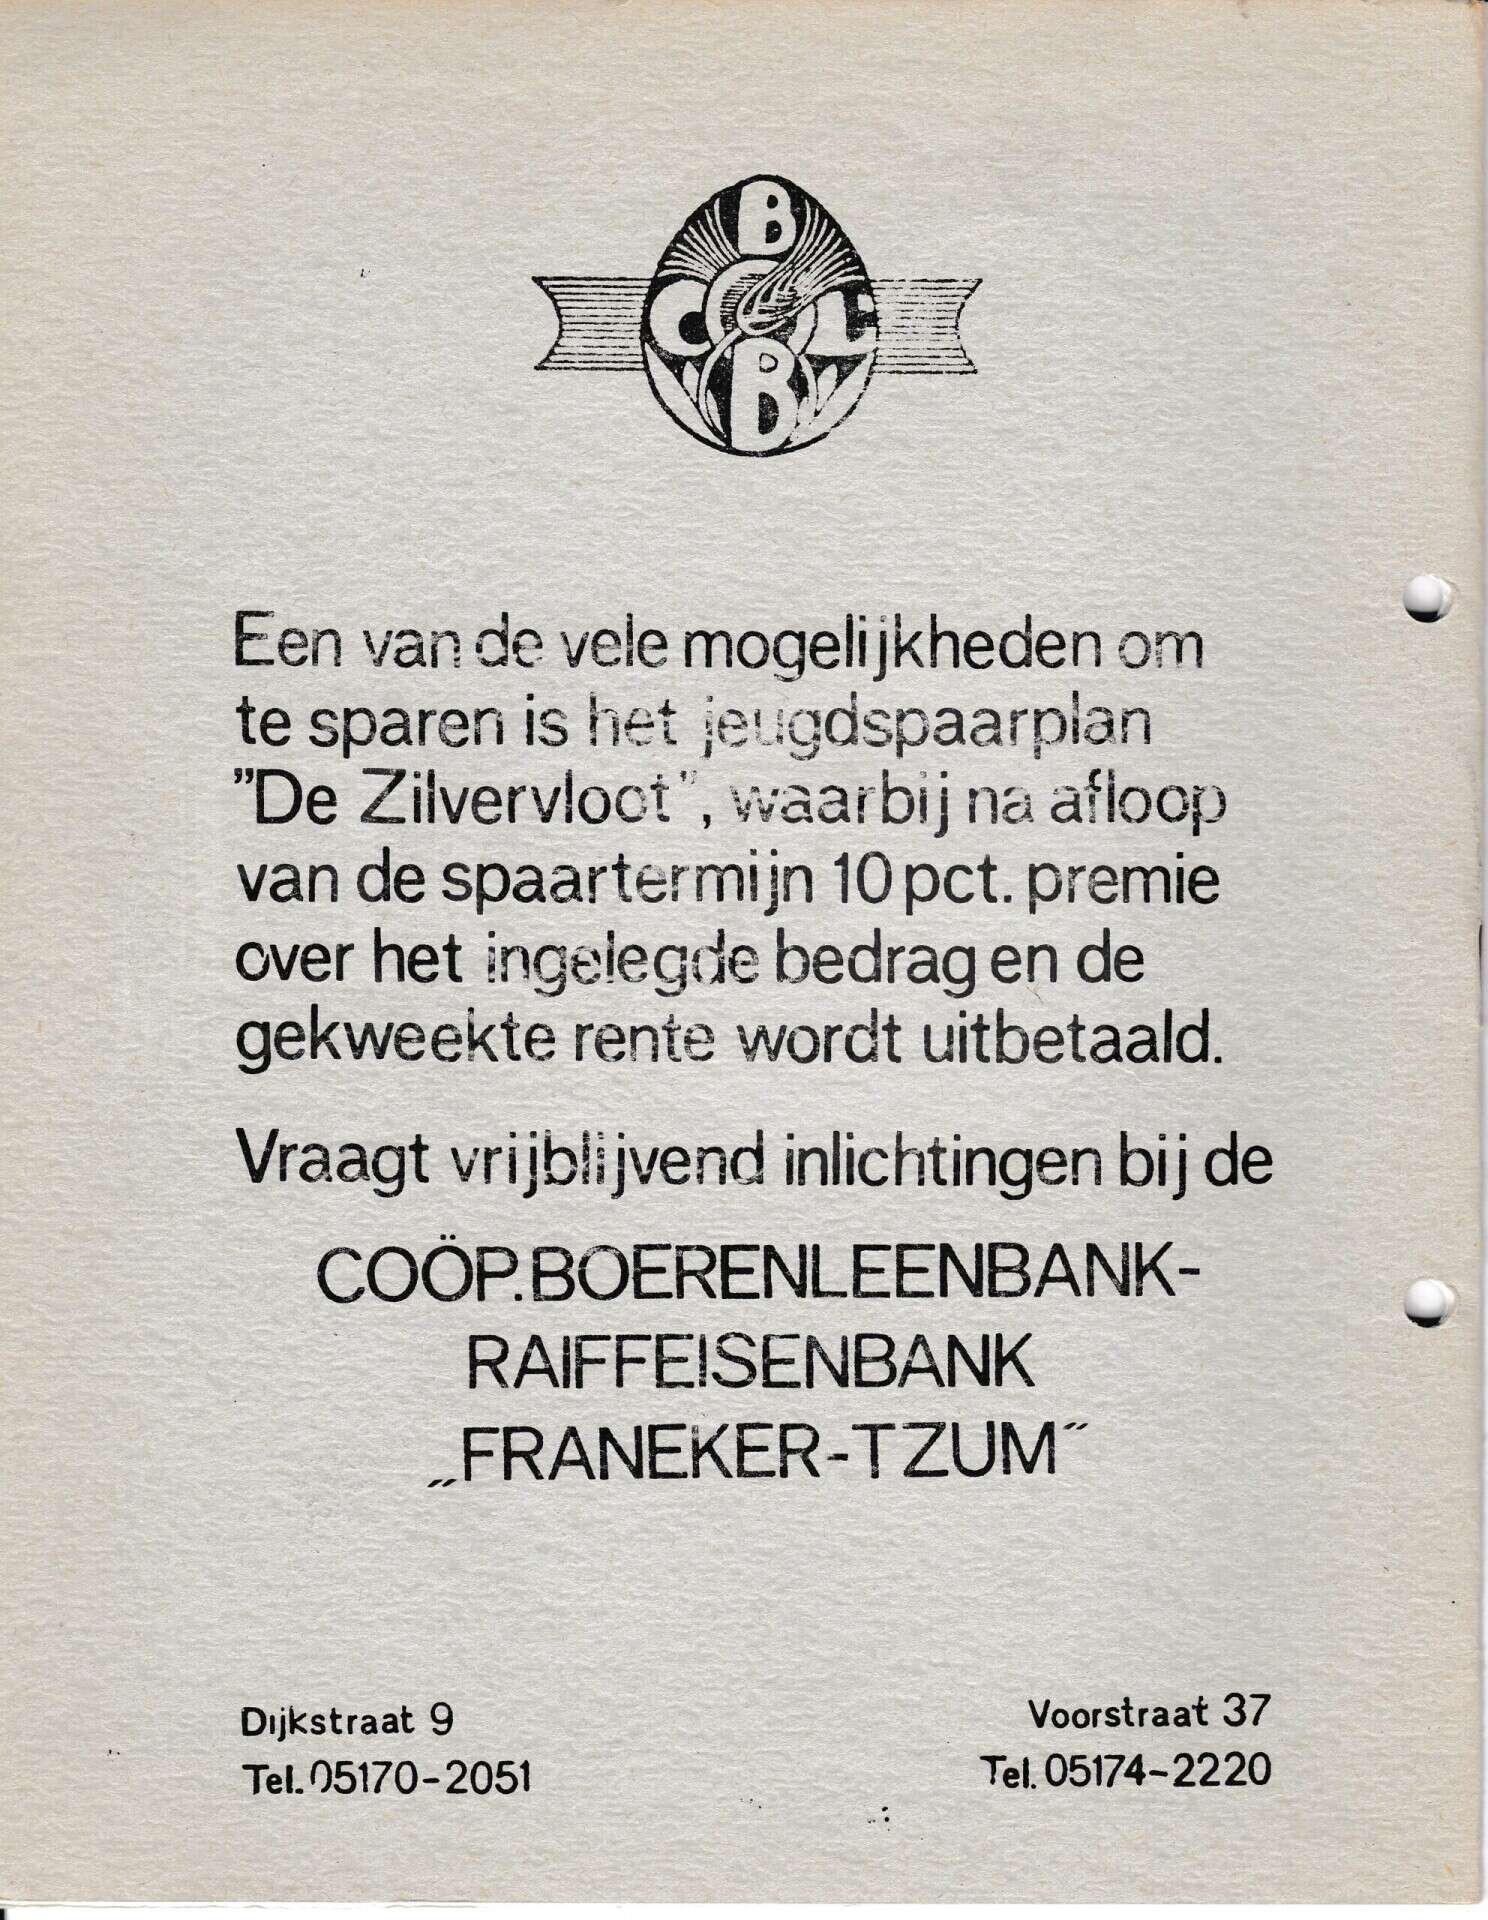 B
C L
B
Een van de vele mogelijkheden om
te sparen is het jeugdspaarplan
"De Zilvervloot", waarbij na afloop
van de spaartermijn 10 pct. premie
over het ingelegde bedrag en de
gekweekte rente wordt uitbetaald.
Vraagt vrijblijvend inlichtingen bij de
COÖP. BOERENLEENBANK-
RAIFFEISENBANK
„FRANEKER-TZUM"
Dijkstraat 9
Tel. 05170-2051
Voorstraat 37
Tel. 05174-2220